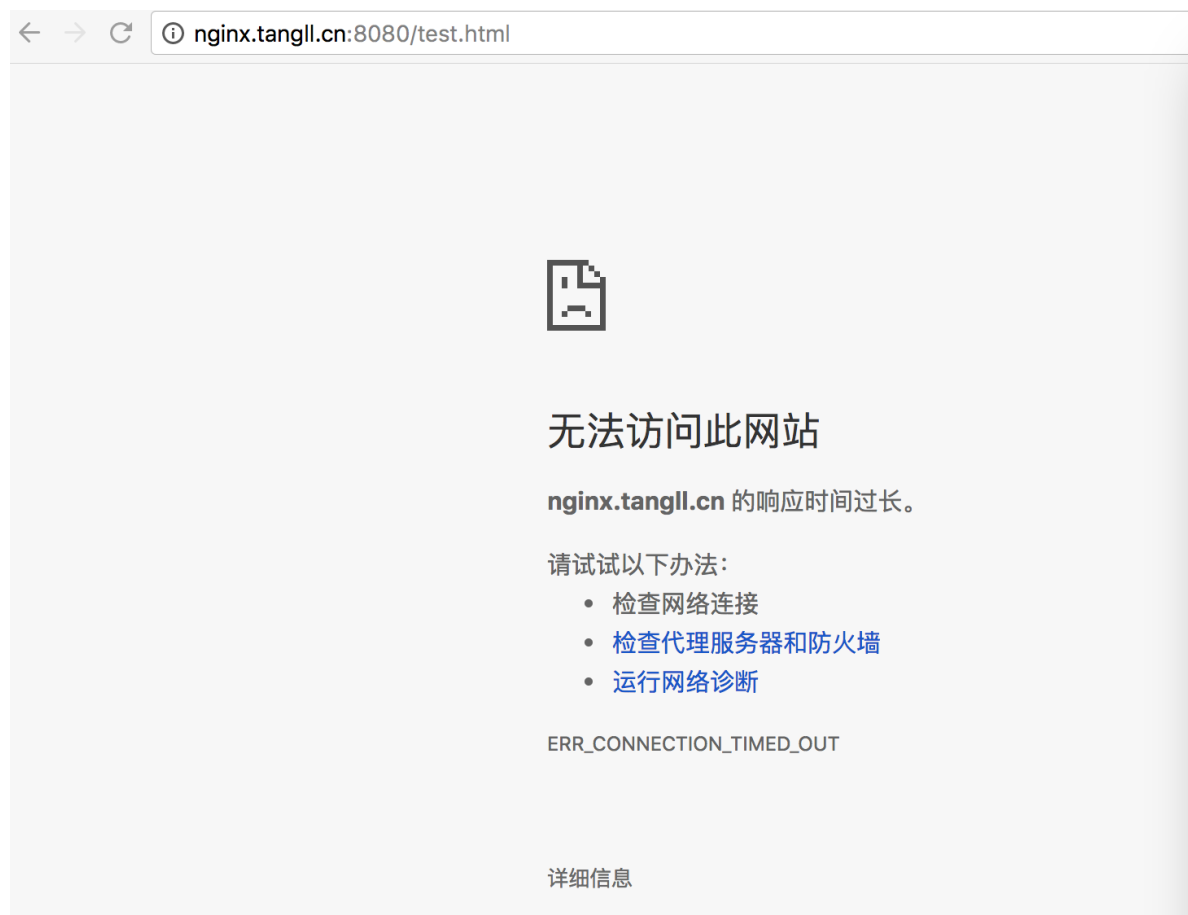 nginx.tangll.cn:8080/test.html
无法访问此网站
nginx.tangll.cn 的响应时间过长。
请试试以下办法：
• 检查网络连接
• 检查代理服务器和防火墙
• 运行网络诊断
ERR_CONNECTION_TIMED_OUT
详细信息